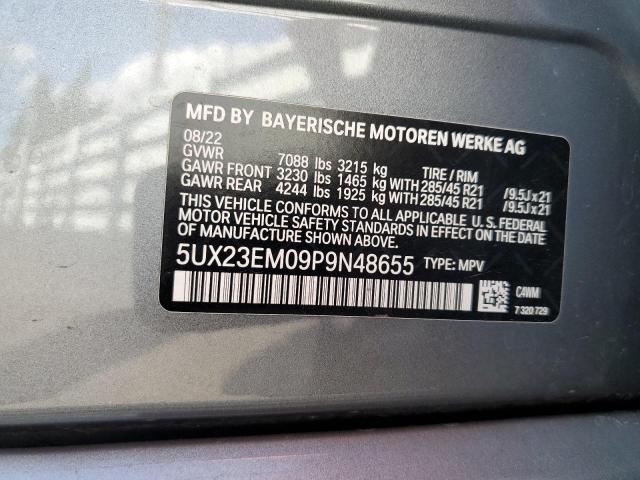 MFD BY BAYERISCHE MOTOREN WERKE AG
08/22
GVWR 7088 lbs 3215 kg TIRE / RIM
GAWR FRONT 3230 lbs 1465 kg WITH 285/45 R21 /9.5Jx21
GAWR REAR 4244 lbs 1925 kg WITH 285/45 R21 /9.5Jx21
THIS VEHICLE CONFORMS TO ALL APPLICABLE U.S. FEDERAL
MOTOR VEHICLE SAFETY STANDARDS IN
EFFECT ON THE DATE OF MANUFACTURE SHOWN ABOVE.
5UX23EM09P9N48655 TYPE: MPV
C4WM
7 320 729